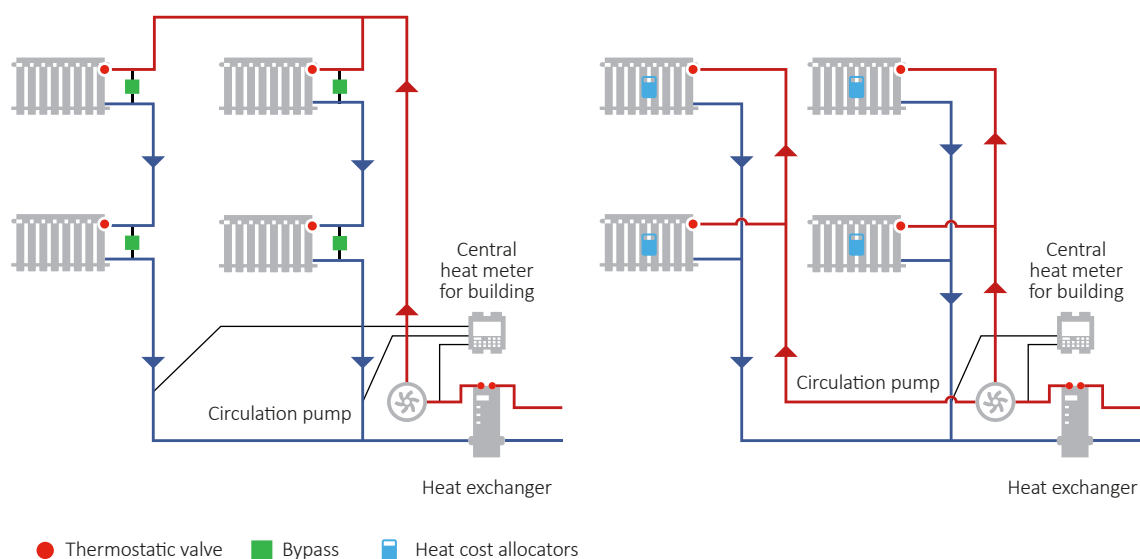 Central
heat meter
for building
Circulation pump
Heat exchanger
Central
heat meter
for building
Circulation pump
Heat exchanger
Thermostatic valve
Bypass
Heat cost allocators